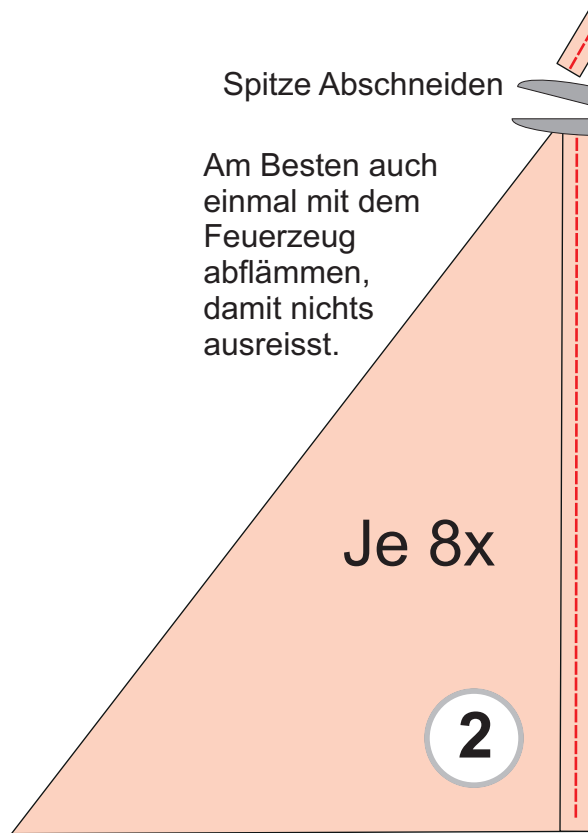 Spitze Abschneiden
Am Besten auch
einmal mit dem
Feuerzeug
abflämmen,
damit nichts
ausreisst.
Je 8x
2